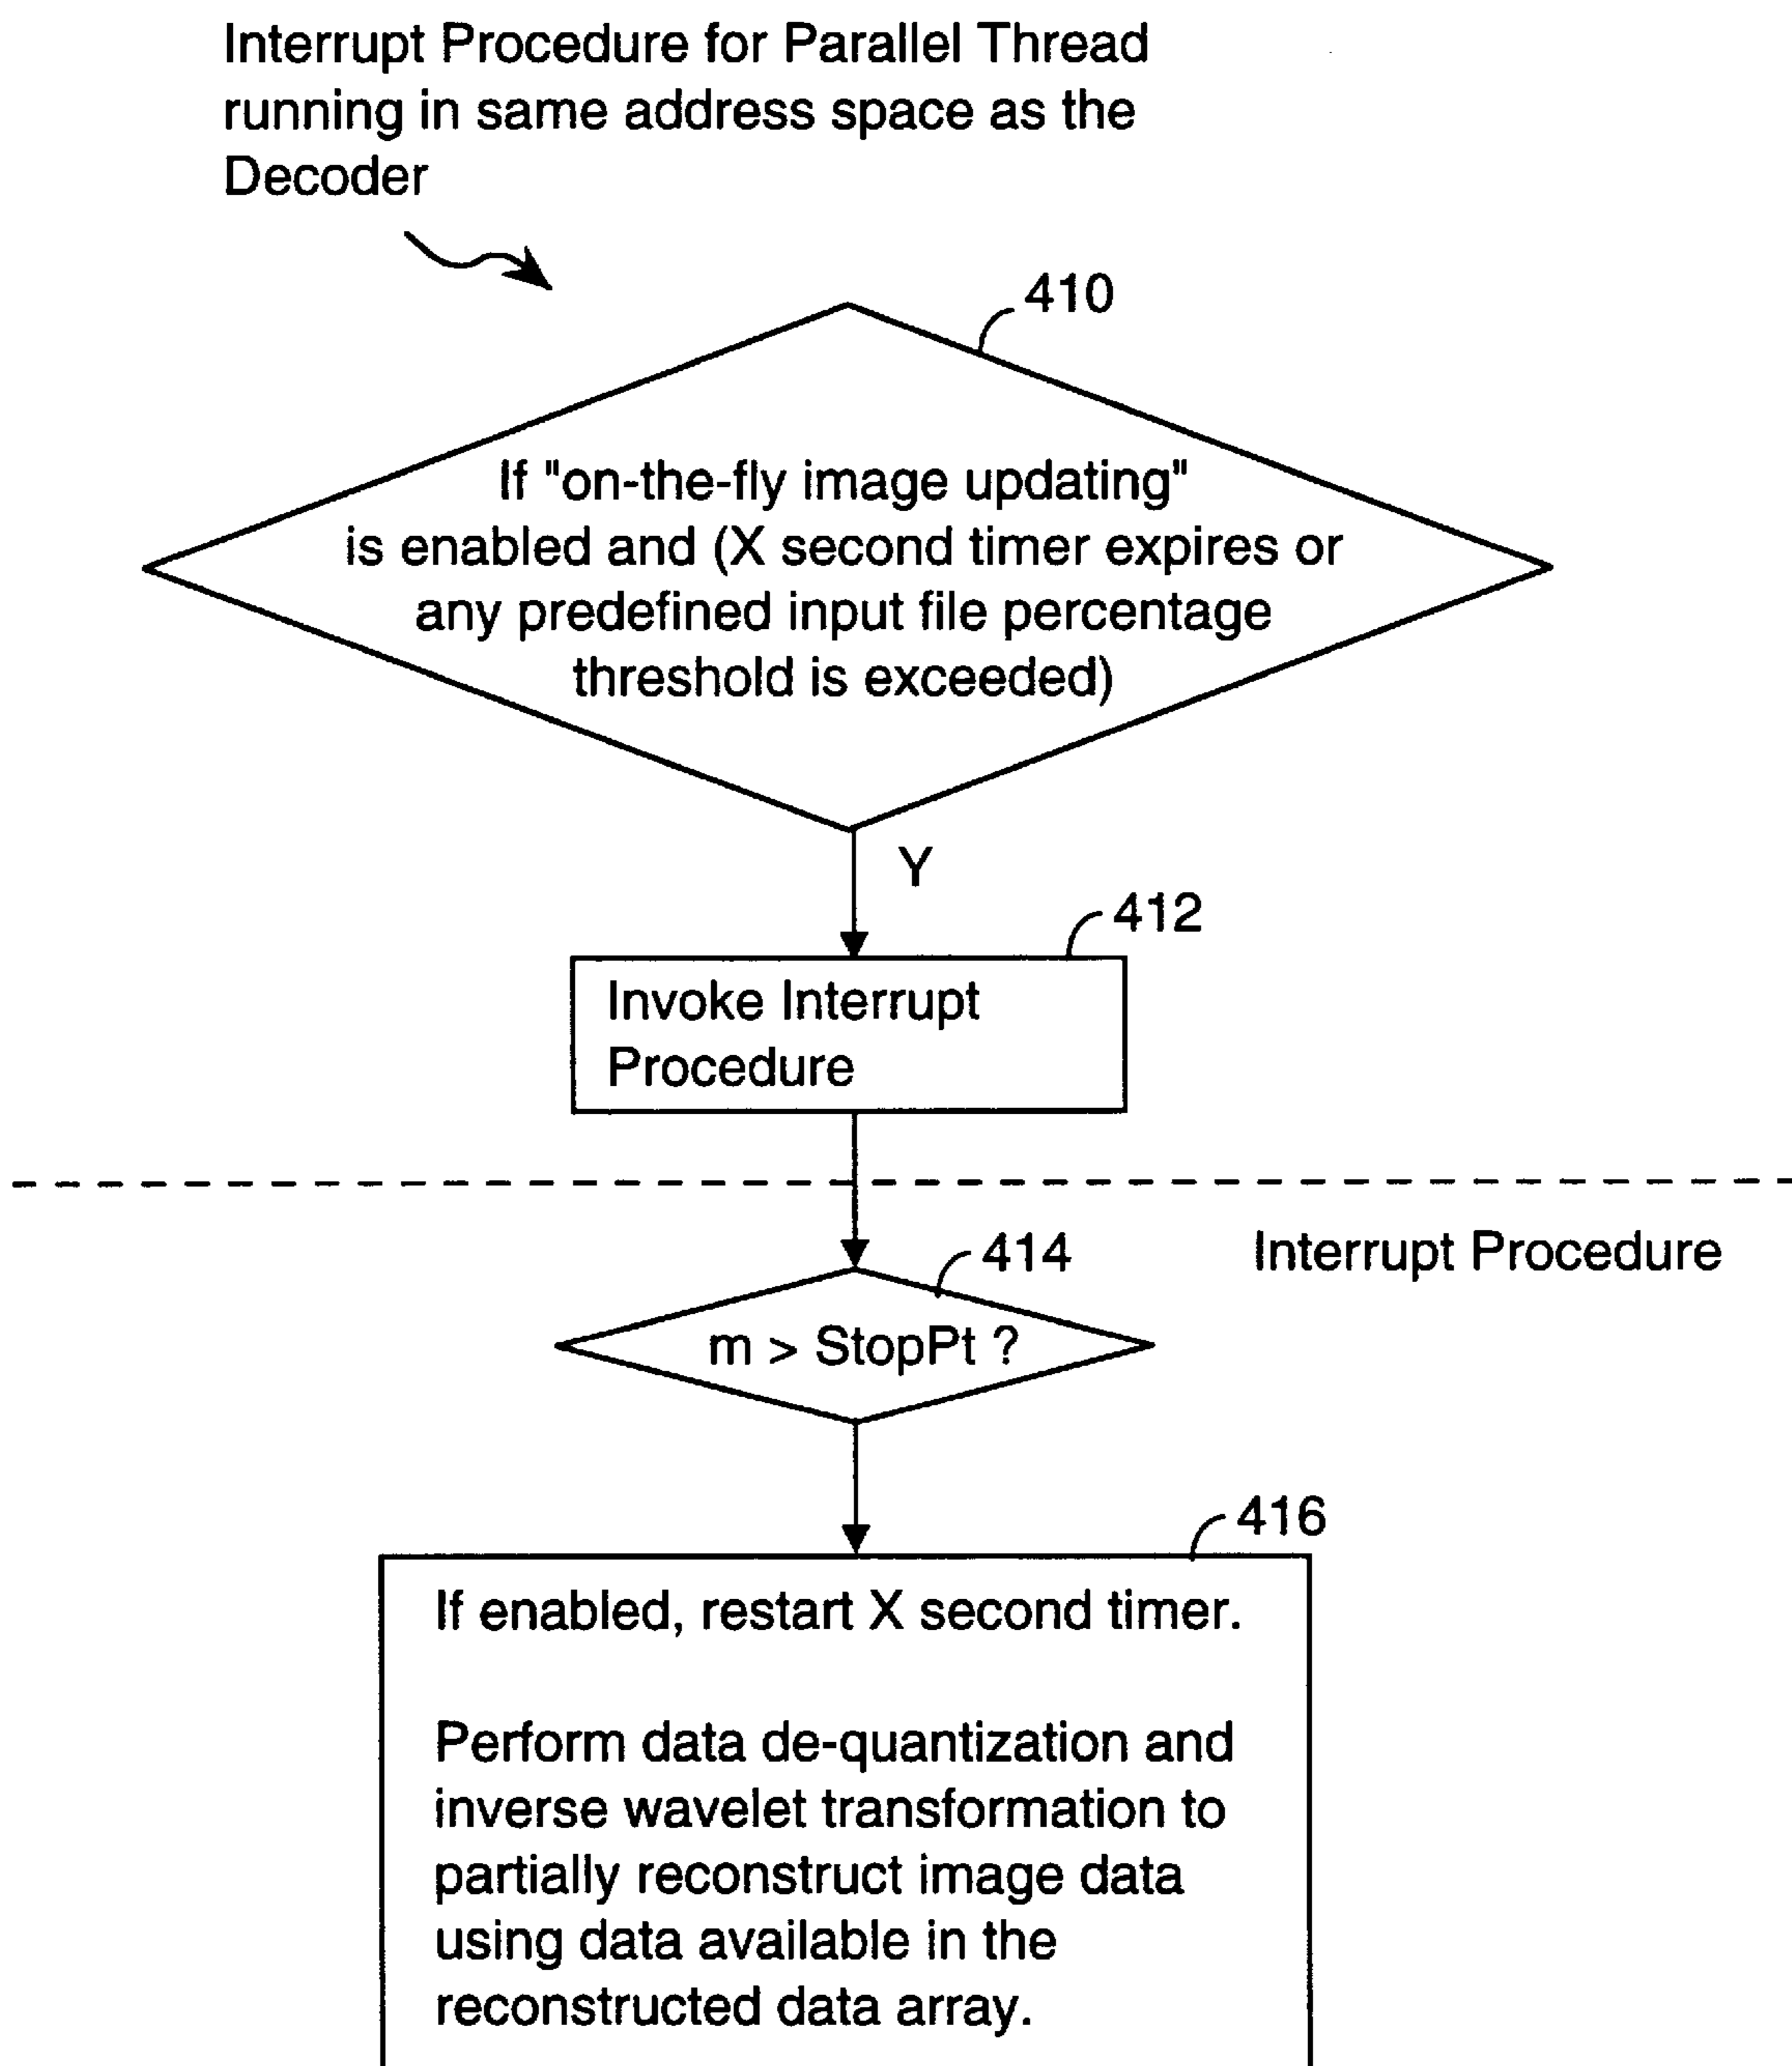 Interrupt Procedure for Parallel Thread
running in same address space as the
Decoder
410
If "on-the-fly image updating"
is enabled and (X second timer expires or
any predefined input file percentage
threshold is exceeded)
Y
412
Invoke Interrupt
Procedure
Interrupt Procedure
414
m > StopPt ?
416
If enabled, restart X second timer.
Perform data de-quantization and
inverse wavelet transformation to
partially reconstruct image data
using data available in the
reconstructed data array.